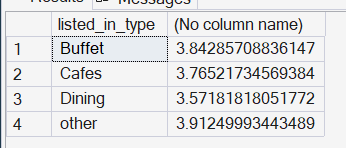 Results Messages
listed_in_type (No column name)
1 Buffet 3.84285708836147
2 Cafes 3.76521734569384
3 Dining 3.57181818051772
4 other 3.91249993443489